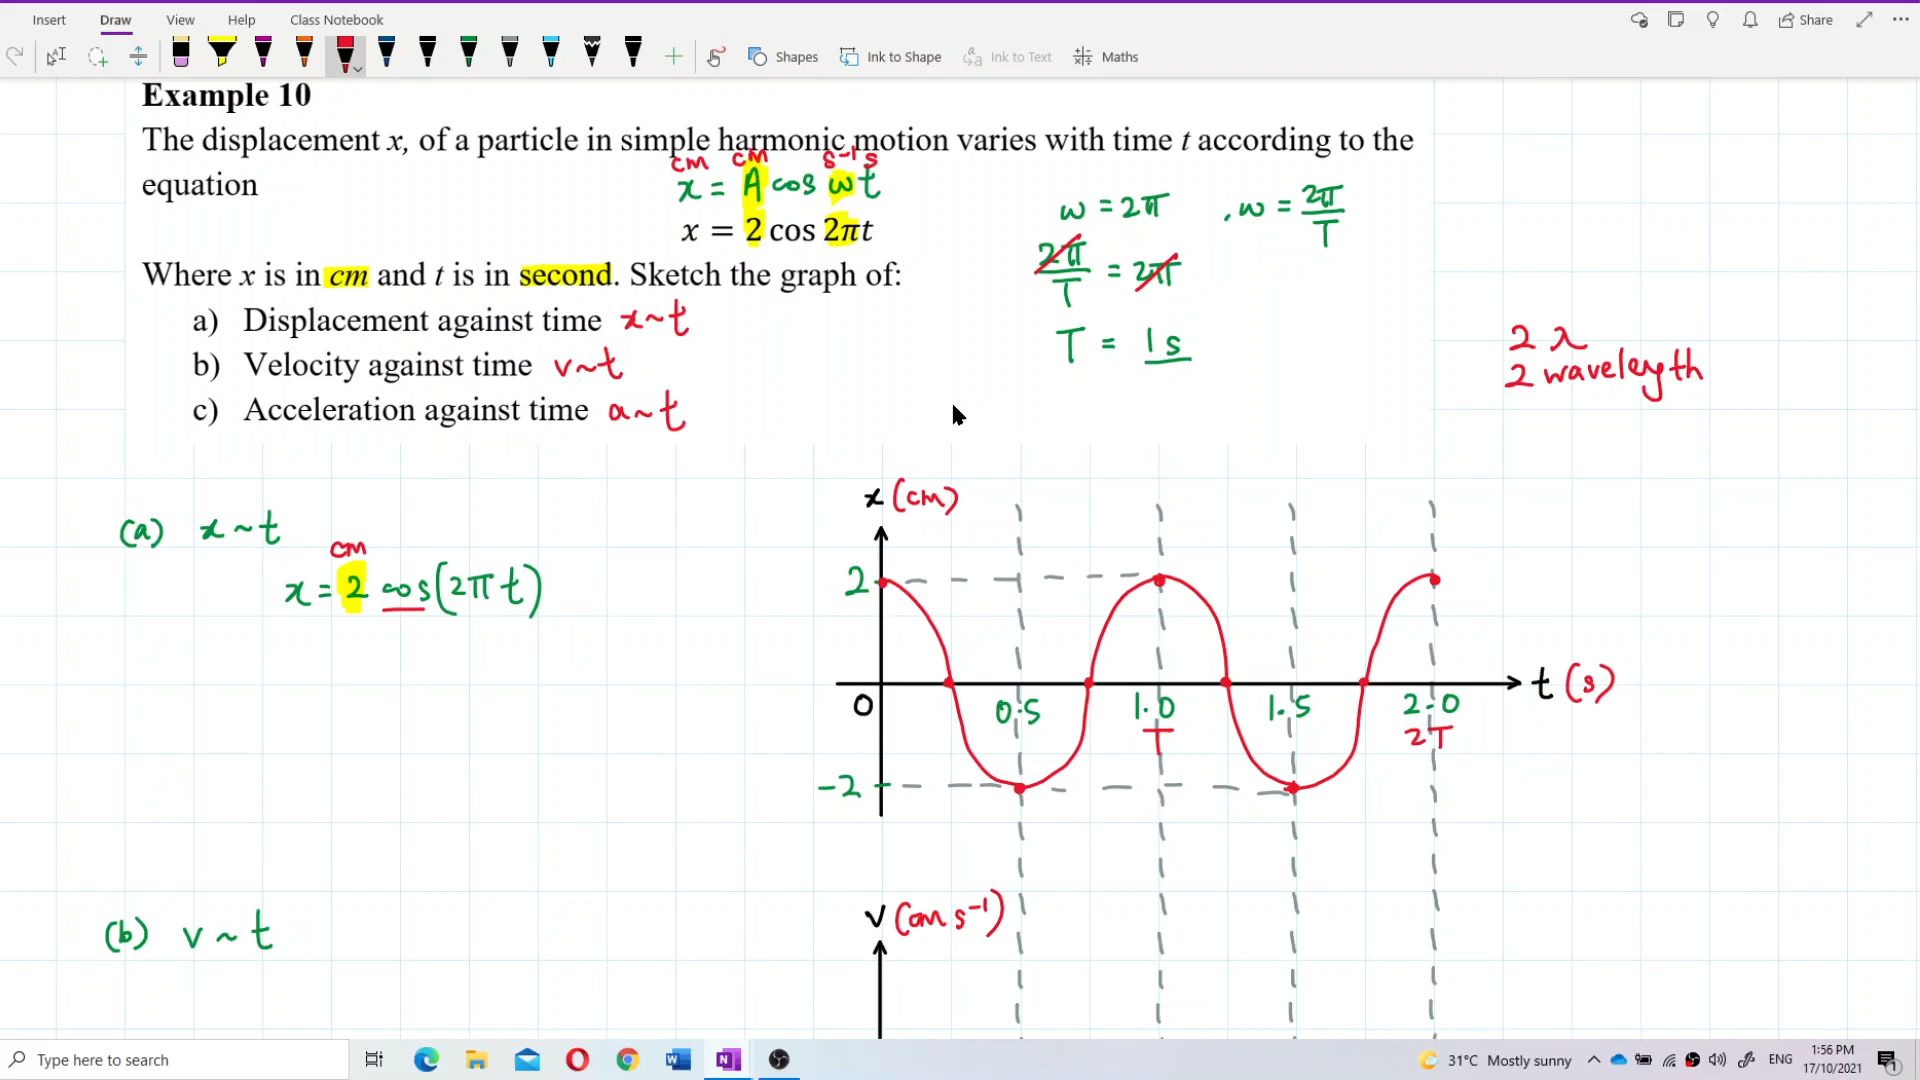 Insert Draw View Help Class Notebook Share
Shapes Ink to Shape Ink to Text Maths
Example 10
The displacement x, of a particle in simple harmonic motion varies with time t according to the
equation
cm cm s⁻¹ s
x = A cos ωt
x = 2 cos 2πt
Where x is in cm and t is in second. Sketch the graph of:
a) Displacement against time x~t
b) Velocity against time v~t
c) Acceleration against time a~t
ω = 2π , ω = 2π/T
2π/T = 2π
T = 1s
2 λ
2 wavelength
(a) x ~ t
cm
x = 2 cos(2π t)
x (cm)
2
0 0.5 1.0 1.5 2.0 t (s)
T 2T
-2
(b) v ~ t
v (cm s⁻¹)
Type here to search
31°C Mostly sunny ENG
1:56 PM
17/10/2021
1